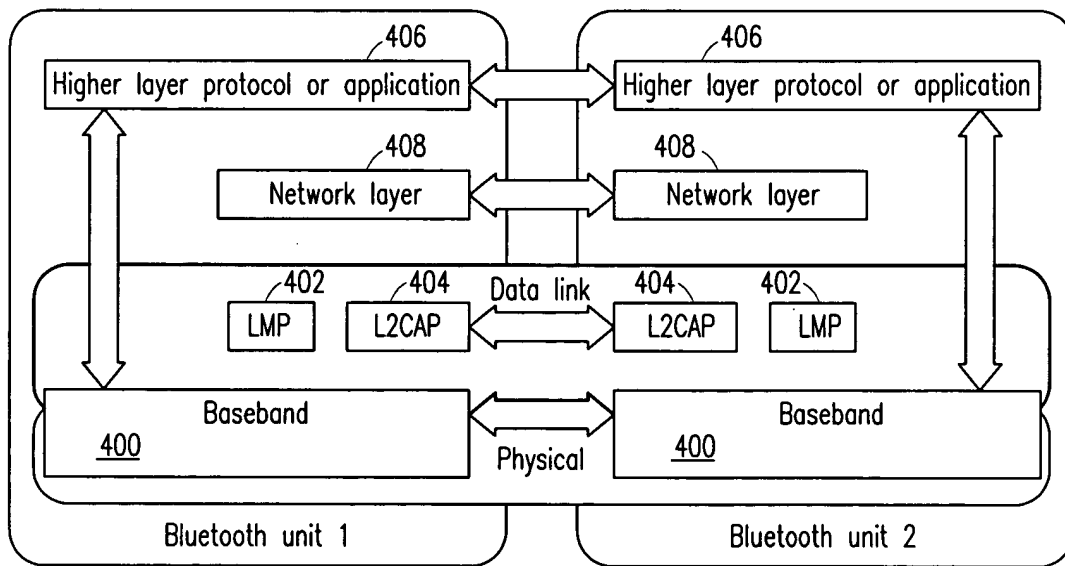 406
406
Higher layer protocol or application
Higher layer protocol or application
408
408
Network layer
Network layer
402
404
Data link
404
402
LMP
L2CAP
L2CAP
LMP
Baseband
Baseband
400
Physical
400
Bluetooth unit 1
Bluetooth unit 2